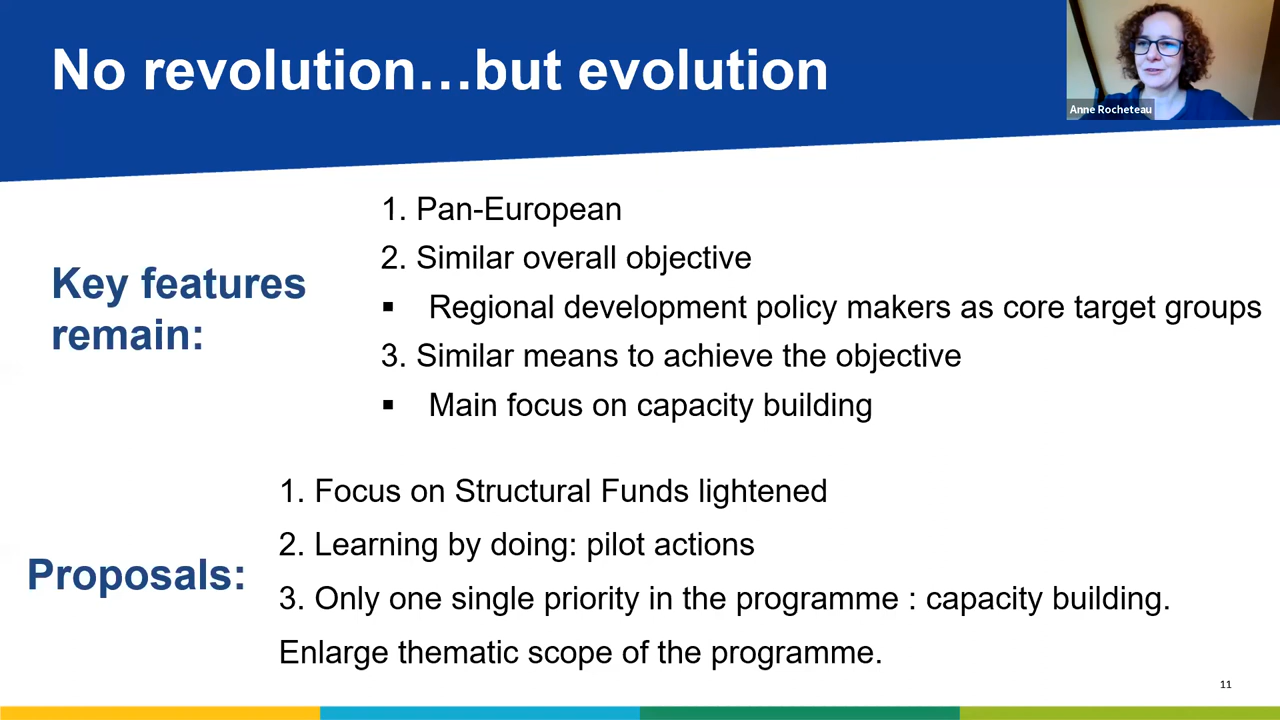 No revolution…but evolution
Anne Rocheteau
Key features
remain:
1. Pan-European
2. Similar overall objective
▪ Regional development policy makers as core target groups
3. Similar means to achieve the objective
▪ Main focus on capacity building
Proposals:
1. Focus on Structural Funds lightened
2. Learning by doing: pilot actions
3. Only one single priority in the programme : capacity building.
Enlarge thematic scope of the programme.
11